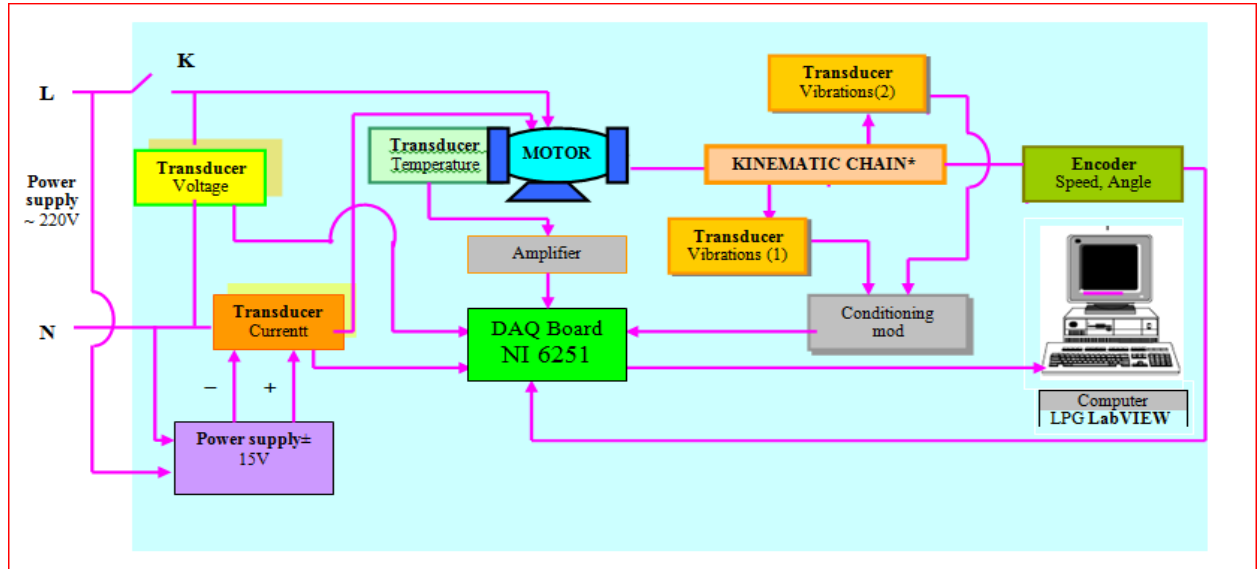 K
L
Transducer
Vibrations(2)
Transducer
Temperature
MOTOR
KINEMATIC CHAIN*
Encoder
Speed, Angle
Transducer
Voltage
Power
supply
~ 220V
Transducer
Vibrations (1)
Amplifier
N
Transducer
Currentt
DAQ Board
NI 6251
Conditioning
mod
– +
Computer
LPG LabVIEW
Power supply±
15V